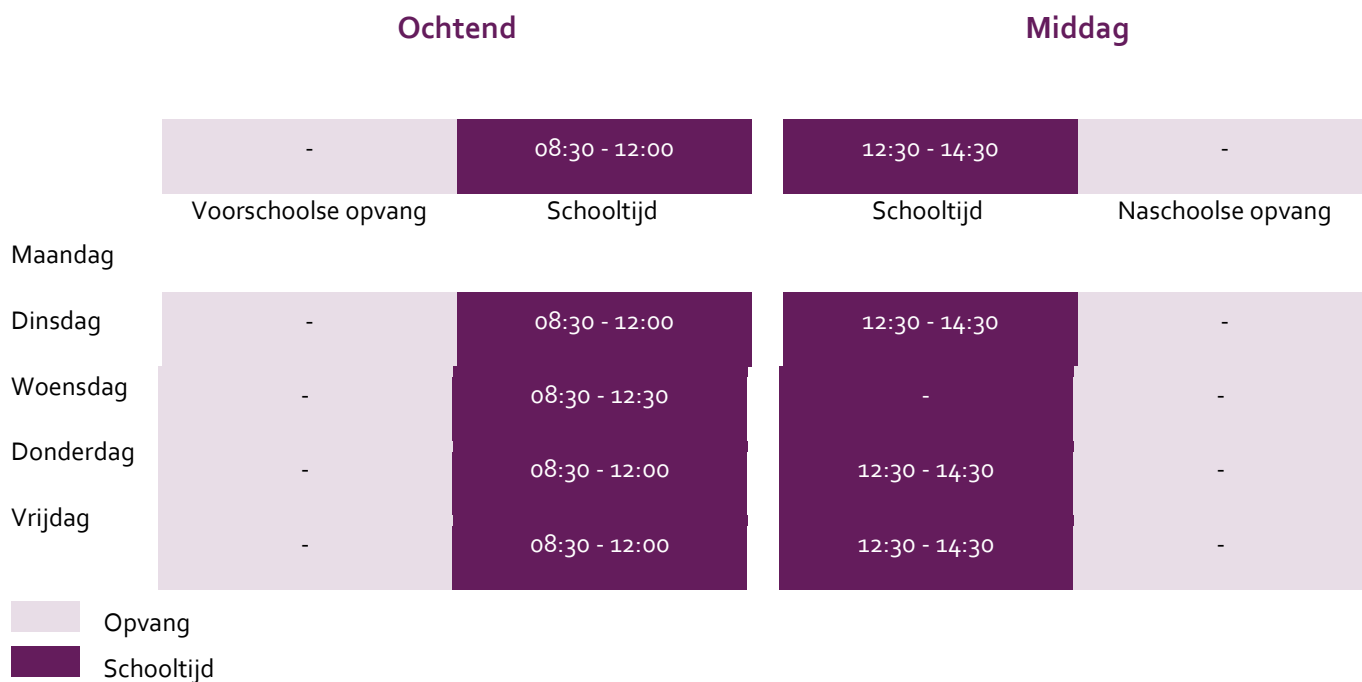 Ochtend Middag
- 08:30 - 12:00 12:30 - 14:30 -
Voorschoolse opvang Schooltijd Schooltijd Naschoolse opvang
Maandag
Dinsdag - 08:30 - 12:00 12:30 - 14:30 -
Woensdag - 08:30 - 12:30 - -
Donderdag - 08:30 - 12:00 12:30 - 14:30 -
Vrijdag - 08:30 - 12:00 12:30 - 14:30 -
Opvang
Schooltijd